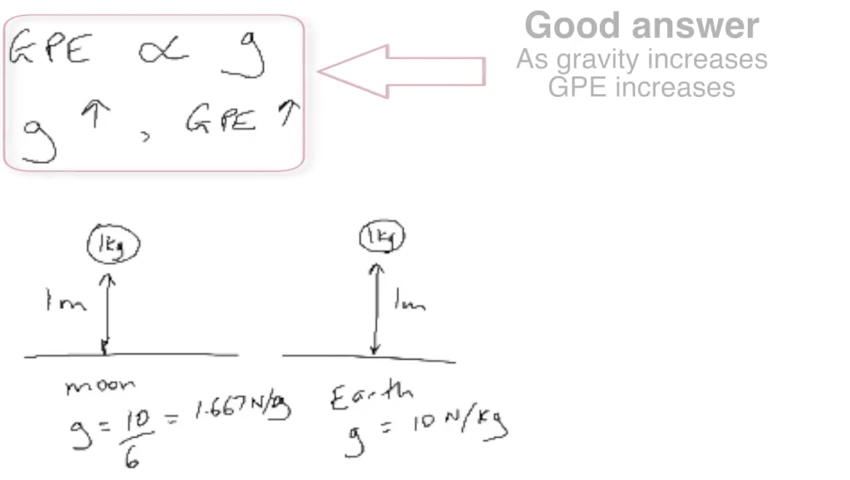 GPE ∝ g
g ↑ , GPE ↑
Good answer
As gravity increases
GPE increases
1kg
1m
moon
g = 10/6 = 1.667 N/g
1kg
1m
Earth
g = 10 N/kg